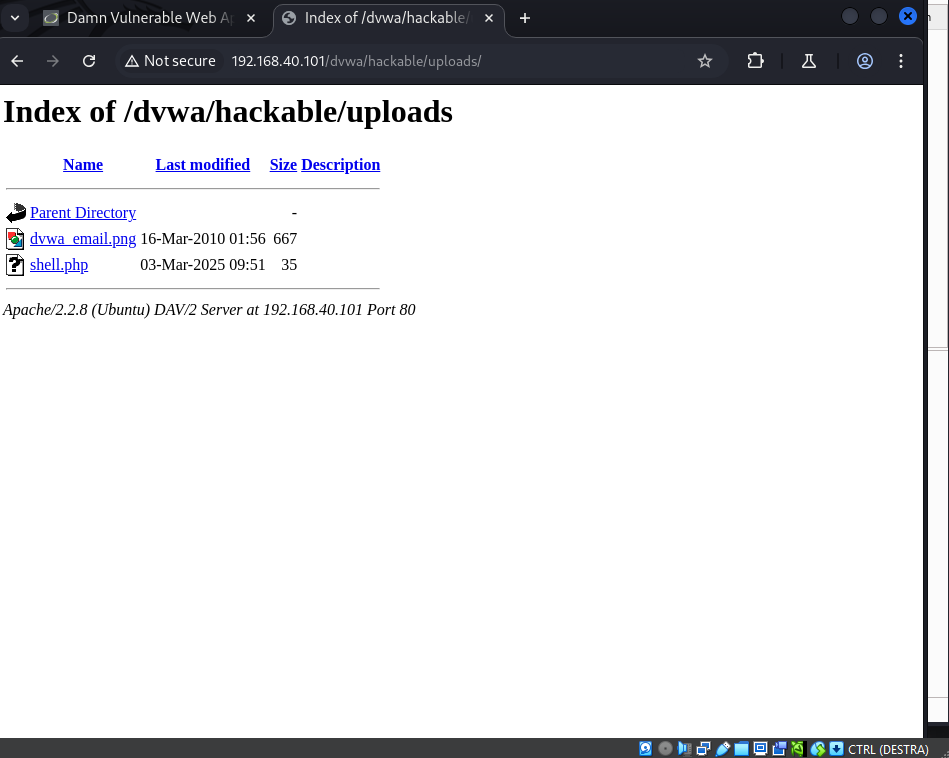 Damn Vulnerable Web Ap
Index of /dvwa/hackable/
Not secure 192.168.40.101/dvwa/hackable/uploads/
Index of /dvwa/hackable/uploads
Name Last modified Size Description
Parent Directory -
dvwa_email.png 16-Mar-2010 01:56 667
shell.php 03-Mar-2025 09:51 35
Apache/2.2.8 (Ubuntu) DAV/2 Server at 192.168.40.101 Port 80
CTRL (DESTRA)